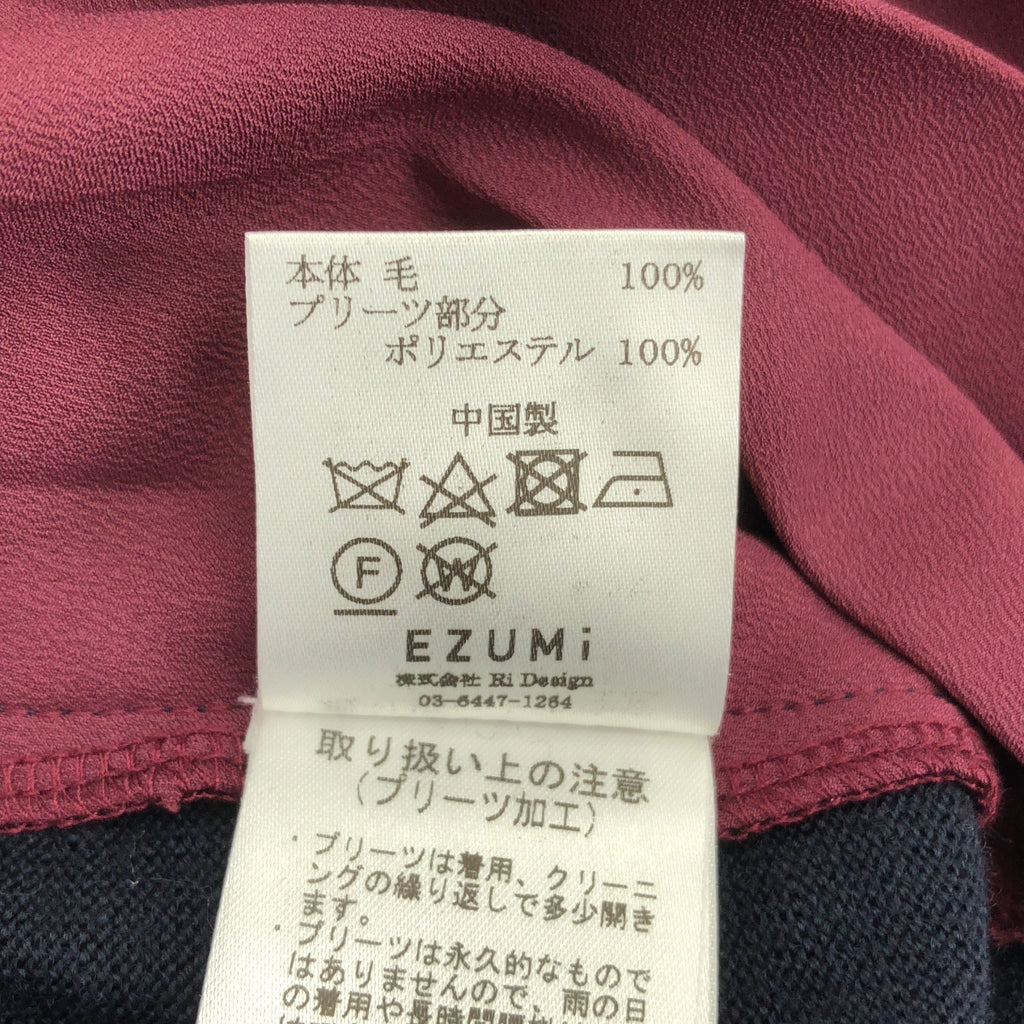 本体 毛 100%
プリーツ部分
ポリエステル 100%
中国製
F
W
EZUMi
株式会社 Ri Design
03-6447-1264
取り扱い上の注意
(プリーツ加工)
・プリーツは着用、クリーニ
ングの繰り返しで多少開き
ます。
・プリーツは永久的なもので
はありませんので、雨の日
の着用や長時間